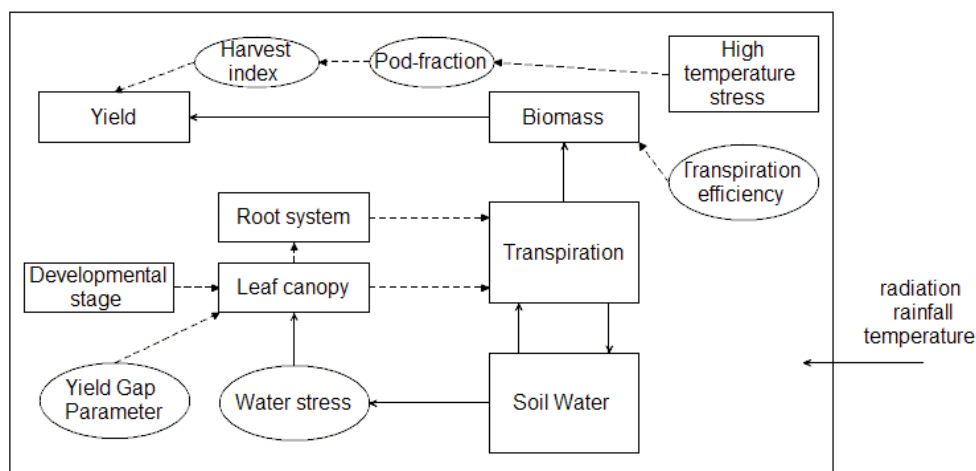 Harvest
index
Pod-fraction
High
temperature
stress
Yield
Biomass
Transpiration
efficiency
Root system
Transpiration
Developmental
stage
Leaf canopy
radiation
rainfall
temperature
Yield Gap
Parameter
Water stress
Soil Water